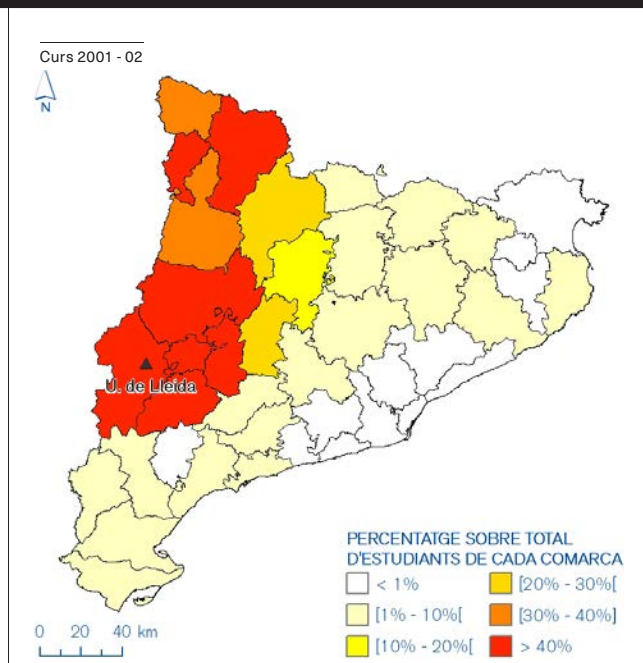 Curs 2001 - 02
N
U. de Lleida
PERCENTATGE SOBRE TOTAL
D'ESTUDIANTS DE CADA COMARCA
< 1%
[20% - 30%[
[1% - 10%[
[30% - 40%]
[10% - 20%[
> 40%
0 20 40 km